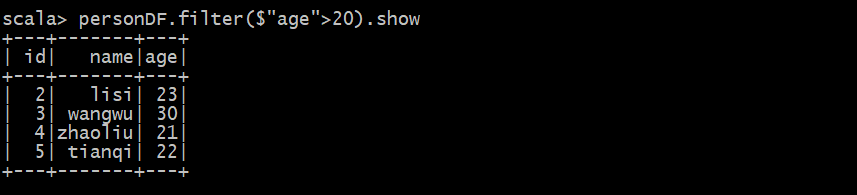 scala> personDF.filter($"age">20).show
+---+-------+---+
| id|   name|age|
+---+-------+---+
|  2|   lisi| 23|
|  3| wangwu| 30|
|  4|zhaoliu| 21|
|  5| tianqi| 22|
+---+-------+---+